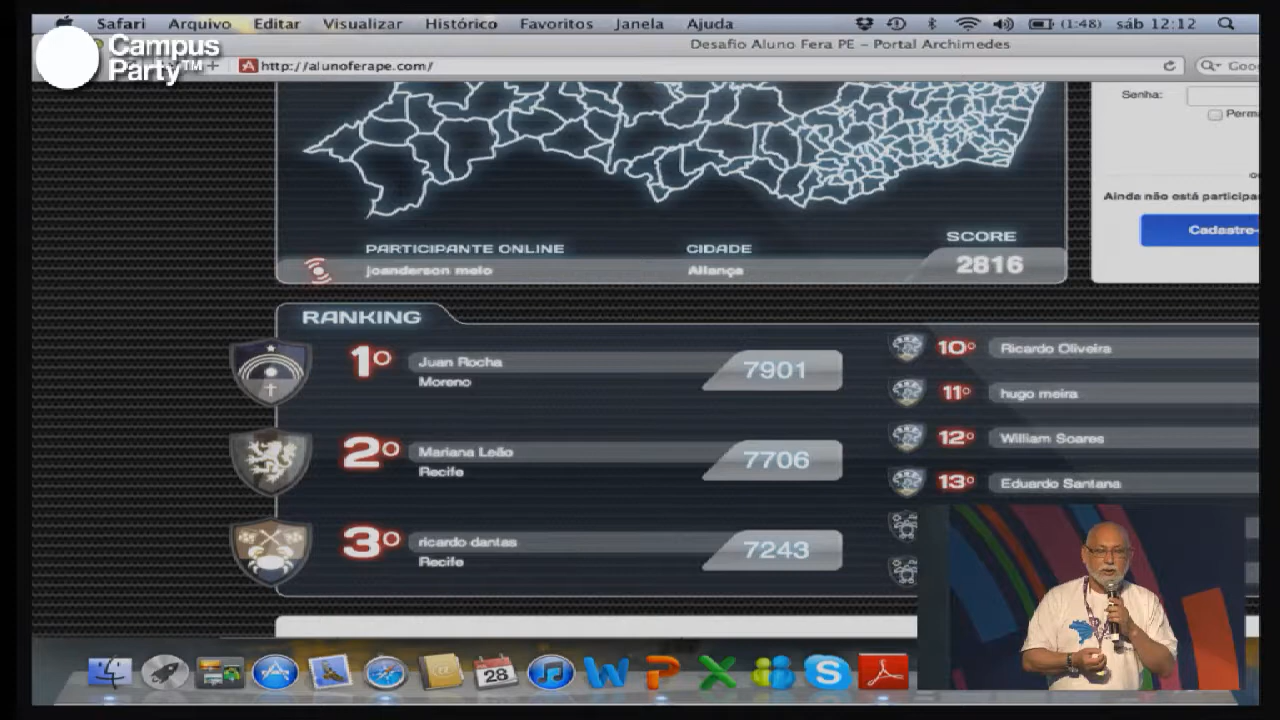 Safari Arquivo Editar Visualizar Histórico Favoritos Janela Ajuda (1:48) sáb 12:12
Campus
Party™
Desafio Aluno Fera PE – Portal Archimedes
http://alunoferape.com/
Goo
Senha:
Perma
PARTICIPANTE ONLINE CIDADE SCORE
joanderson melo Aliança 2816
Ainda não está participa
Cadastre-
RANKING
1º Juan Rocha 7901
Moreno
2º Mariana Leão 7706
Recife
3º ricardo dantas 7243
Recife
10º Ricardo Oliveira
11º hugo meira
12º William Soares
13º Eduardo Santana
28
W P X S